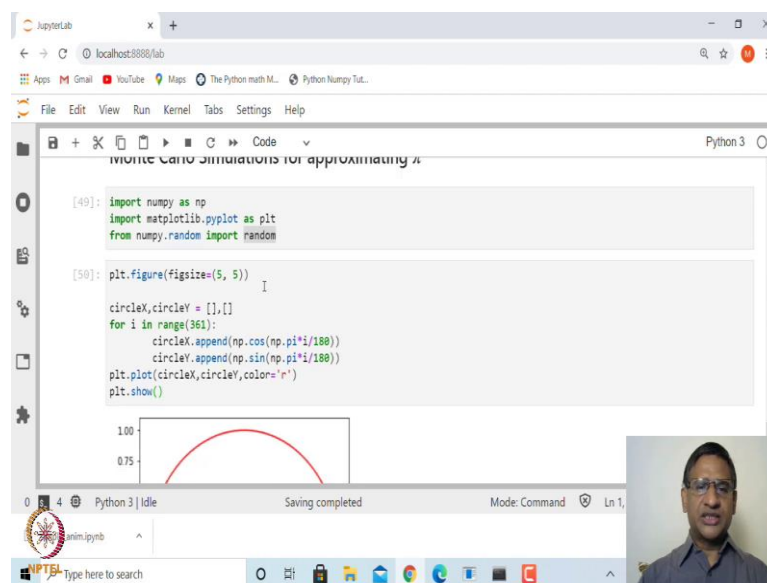 JupyterLab
localhost:8888/lab
Apps Gmail YouTube Maps The Python math M... Python Numpy Tut...
File Edit View Run Kernel Tabs Settings Help
Code Python 3
Monte Carlo Simulations for approximating π
[49]: import numpy as np
import matplotlib.pyplot as plt
from numpy.random import random
[50]: plt.figure(figsize=(5, 5))
circleX,circleY = [],[]
for i in range(361):
circleX.append(np.cos(np.pi*i/180))
circleY.append(np.sin(np.pi*i/180))
plt.plot(circleX,circleY,color='r')
plt.show()
1.00
0.75
0 4 Python 3 | Idle Saving completed Mode: Command Ln 1,
anim.ipynb
NPTEL Type here to search